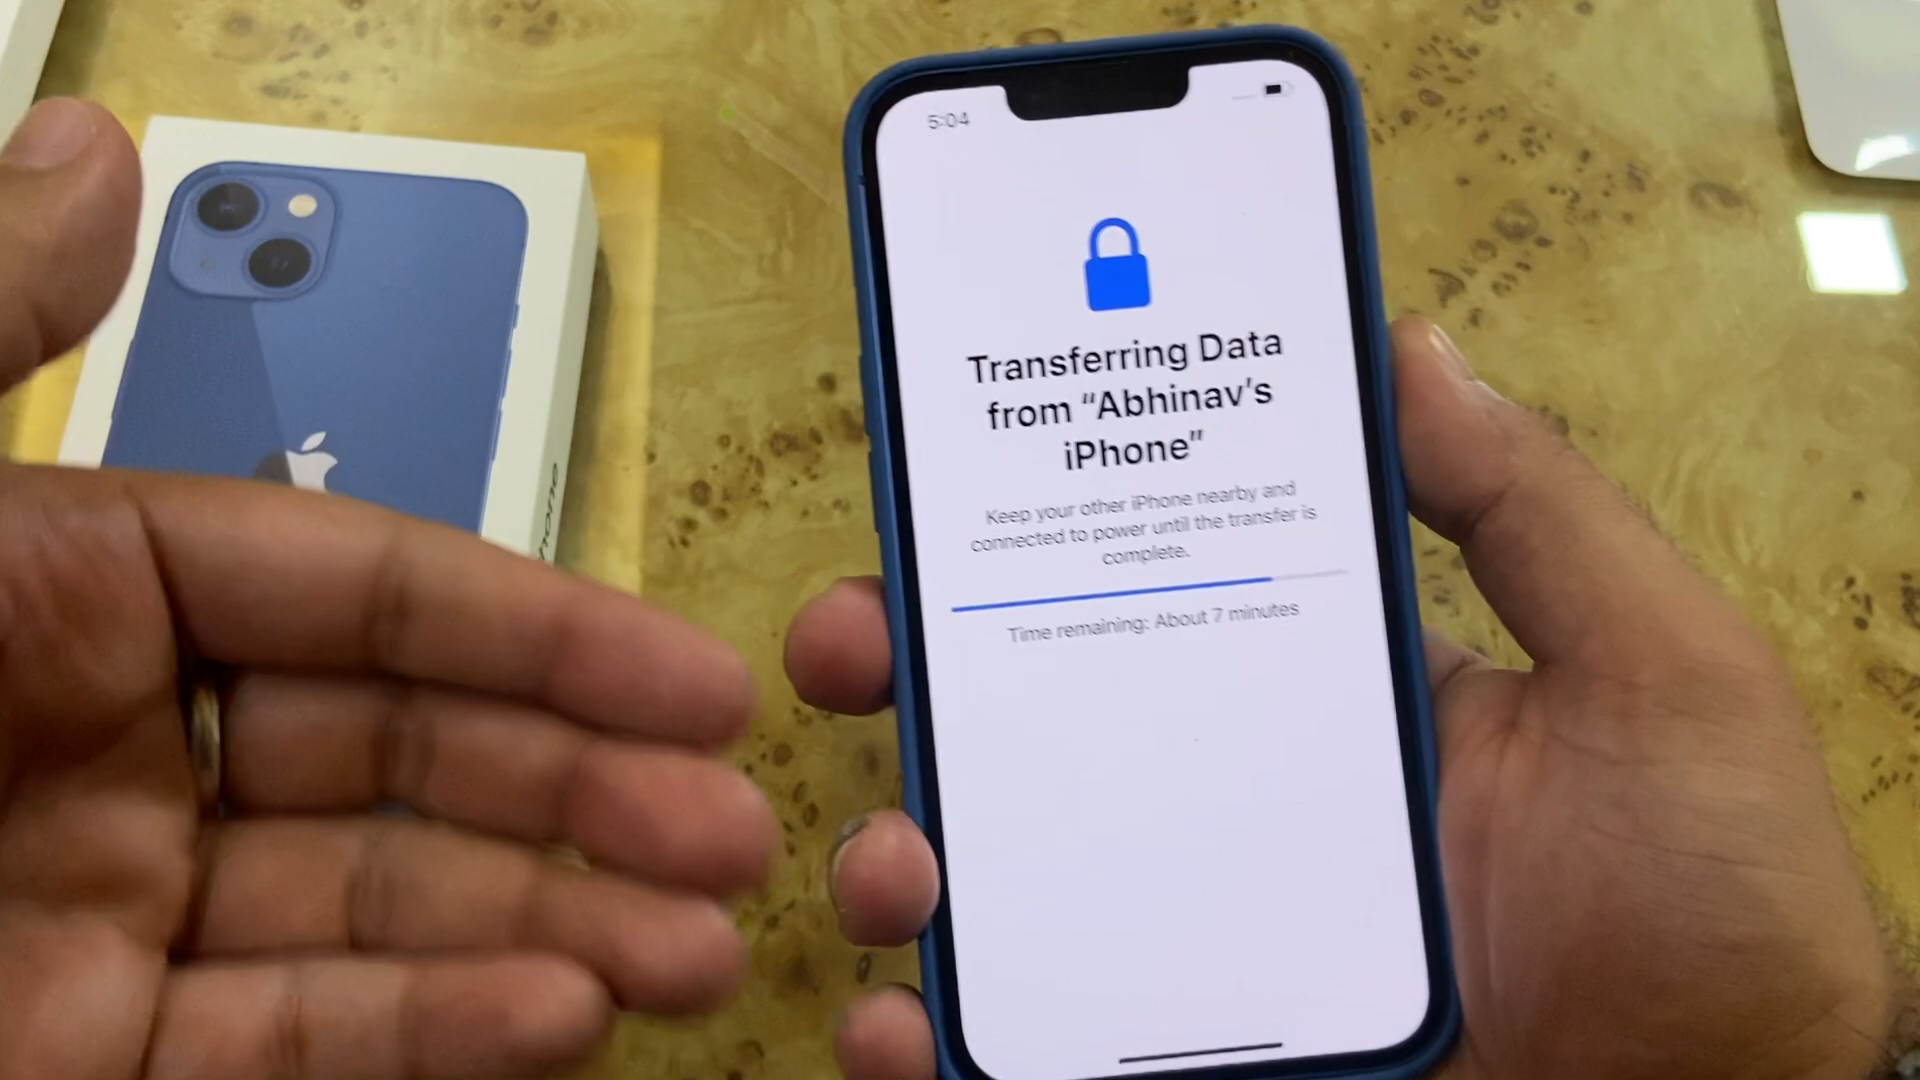 5:04
Transferring Data
from “Abhinav’s
iPhone”
Keep your other iPhone nearby and
connected to power until the transfer is
complete.
Time remaining: About 7 minutes
hone